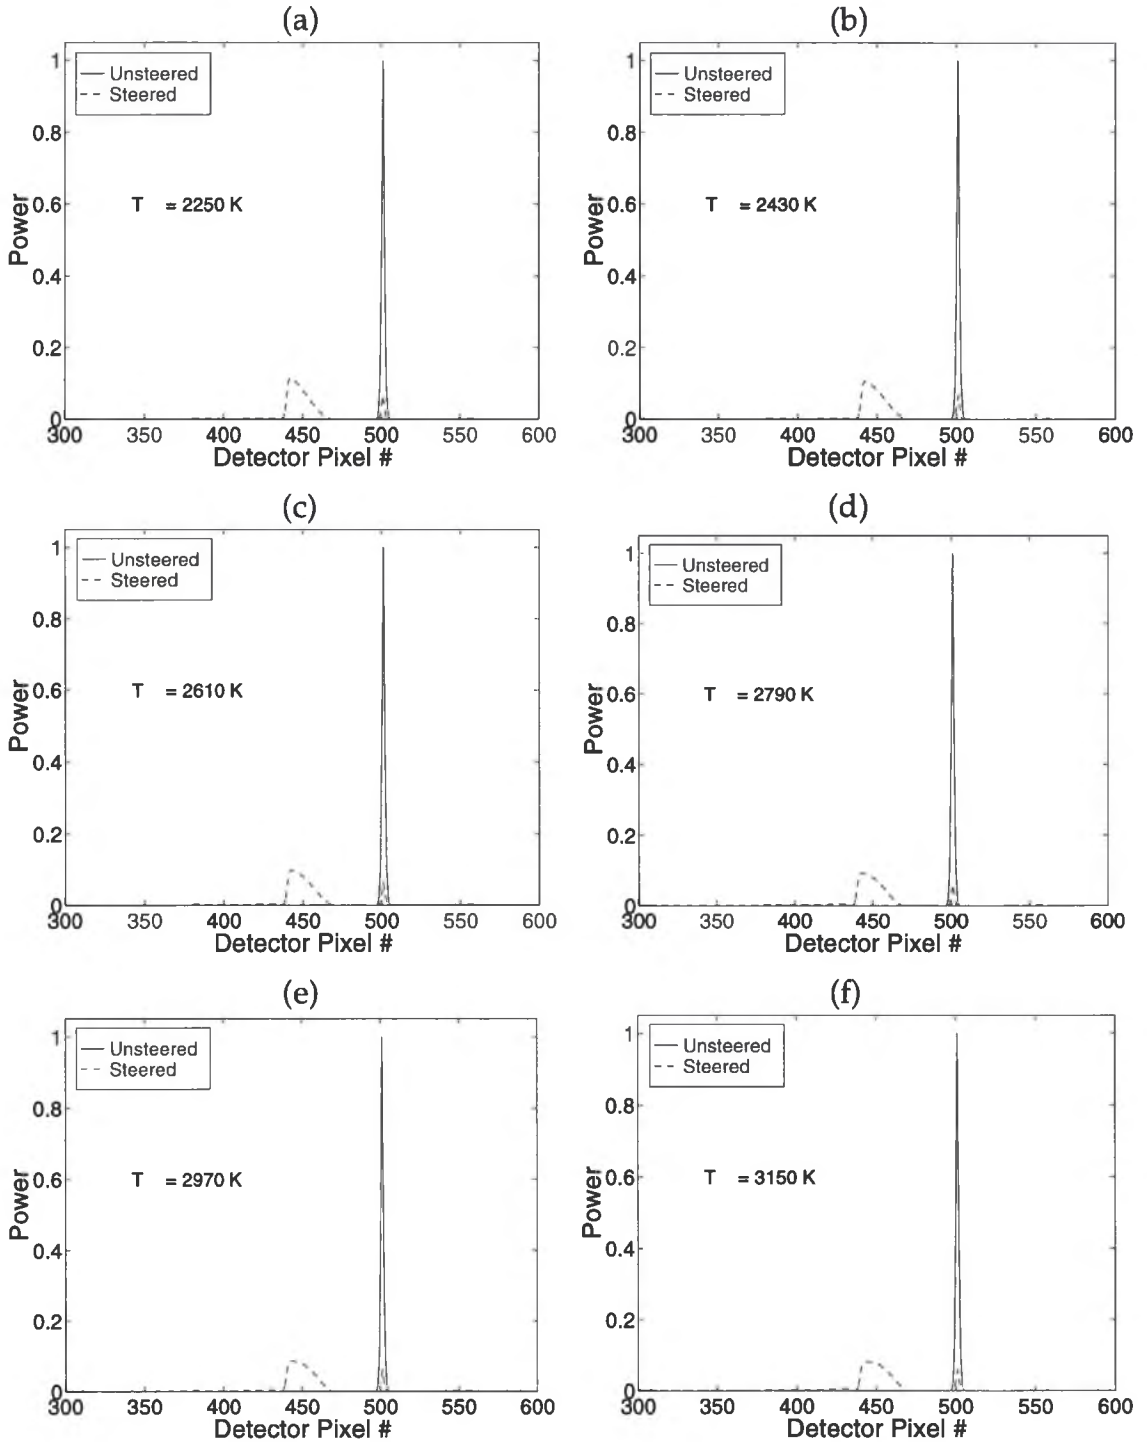 (a)
1
0.8
0.6
0.4
0.2
0
Power
Unsteered
Steered
T = 2250 K
300 350 400 450 500 550 600
Detector Pixel #
(b)
1
0.8
0.6
0.4
0.2
0
Power
Unsteered
Steered
T = 2430 K
300 350 400 450 500 550 600
Detector Pixel #
(c)
1
0.8
0.6
0.4
0.2
0
Power
Unsteered
Steered
T = 2610 K
300 350 400 450 500 550 600
Detector Pixel #
(d)
1
0.8
0.6
0.4
0.2
0
Power
Unsteered
Steered
T = 2790 K
300 350 400 450 500 550 600
Detector Pixel #
(e)
1
0.8
0.6
0.4
0.2
0
Power
Unsteered
Steered
T = 2970 K
300 350 400 450 500 550 600
Detector Pixel #
(f)
1
0.8
0.6
0.4
0.2
0
Power
Unsteered
Steered
T = 3150 K
300 350 400 450 500 550 600
Detector Pixel #